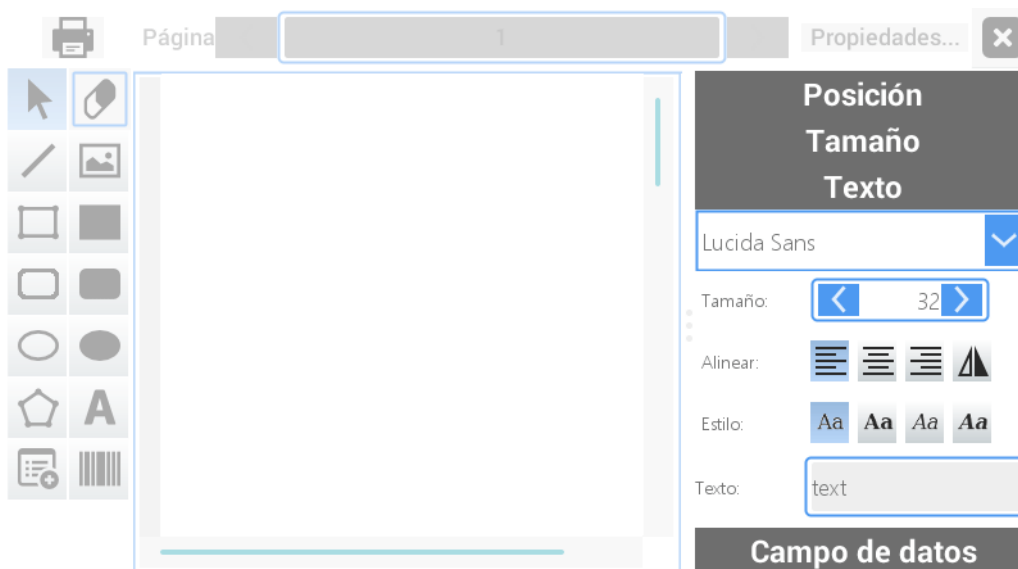 Página 1 Propiedades...
Posición
Tamaño
Texto
Lucida Sans
Tamaño: 32
Alinear:
Estilo: Aa Aa Aa Aa
Texto: text
Campo de datos
A